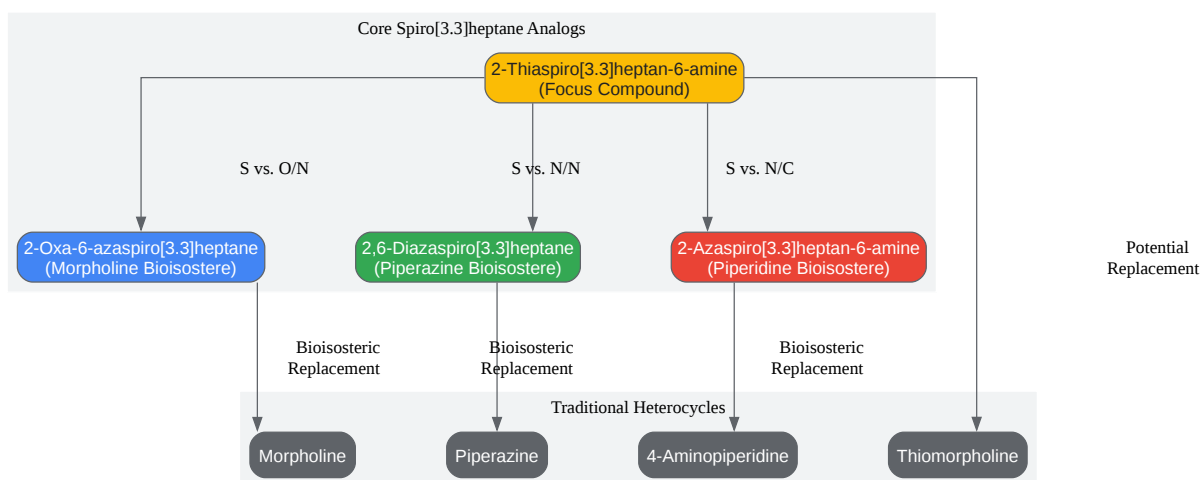 Core Spiro[3.3]heptane Analogs
2-Thiaspiro[3.3]heptan-6-amine
(Focus Compound)
S vs. O/N
S vs. N/N
S vs. N/C
2-Oxa-6-azaspiro[3.3]heptane
(Morpholine Bioisostere)
2,6-Diazaspiro[3.3]heptane
(Piperazine Bioisostere)
2-Azaspiro[3.3]heptan-6-amine
(Piperidine Bioisostere)
Potential
Replacement
Bioisosteric
Replacement
Bioisosteric
Replacement
Bioisosteric
Replacement
Traditional Heterocycles
Morpholine
Piperazine
4-Aminopiperidine
Thiomorpholine